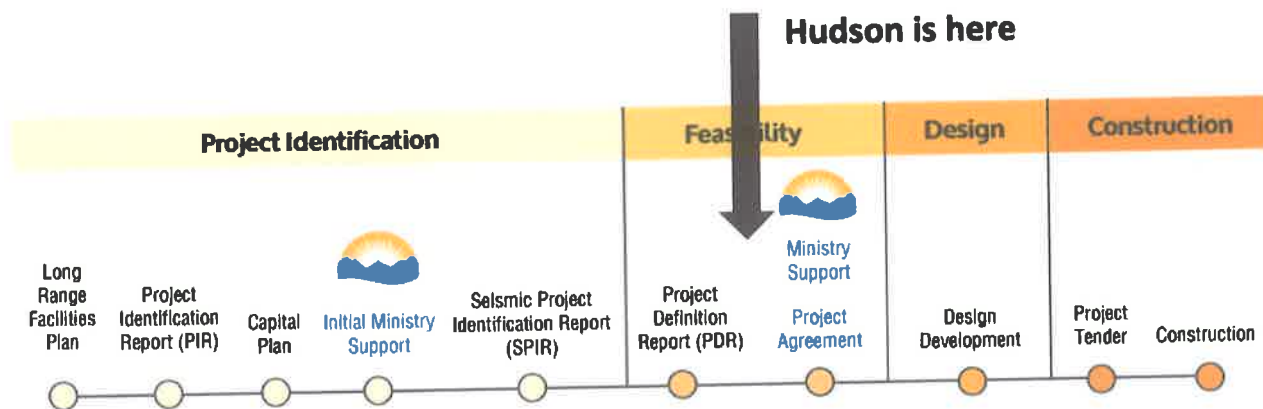 Hudson is here
Project Identification
Feasibility
Design
Construction
Long
Range
Facilities
Plan
Project
Identification
Report (PIR)
Capital
Plan
Initial Ministry
Support
Seismic Project
Identification Report
(SPIR)
Project
Definition
Report (PDR)
Ministry
Support
Project
Agreement
Design
Development
Project
Tender
Construction